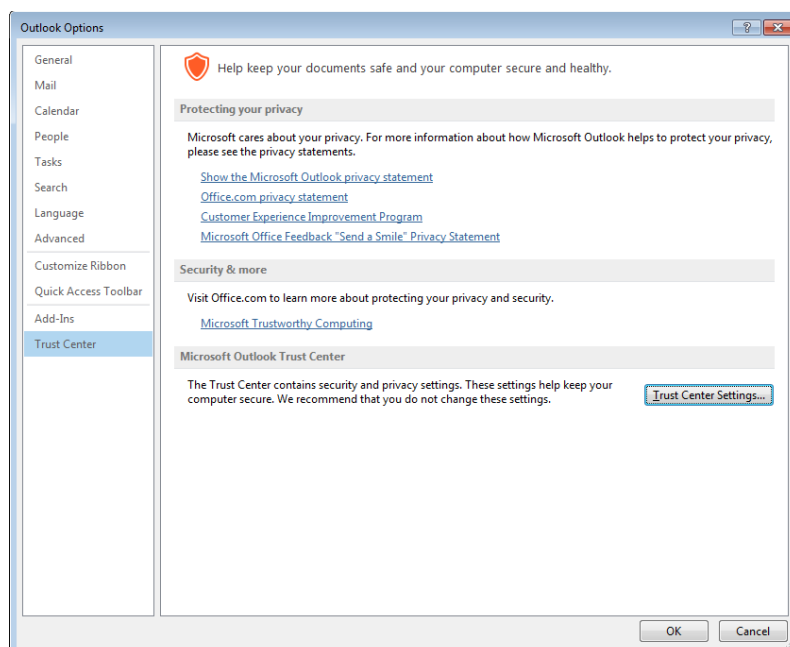 Outlook Options
General
Mail
Calendar
People
Tasks
Search
Language
Advanced
Customize Ribbon
Quick Access Toolbar
Add-Ins
Trust Center
Help keep your documents safe and your computer secure and healthy.
Protecting your privacy
Microsoft cares about your privacy. For more information about how Microsoft Outlook helps to protect your privacy,
please see the privacy statements.
Show the Microsoft Outlook privacy statement
Office.com privacy statement
Customer Experience Improvement Program
Microsoft Office Feedback "Send a Smile" Privacy Statement
Security & more
Visit Office.com to learn more about protecting your privacy and security.
Microsoft Trustworthy Computing
Microsoft Outlook Trust Center
The Trust Center contains security and privacy settings. These settings help keep your
computer secure. We recommend that you do not change these settings.
Trust Center Settings...
OK
Cancel